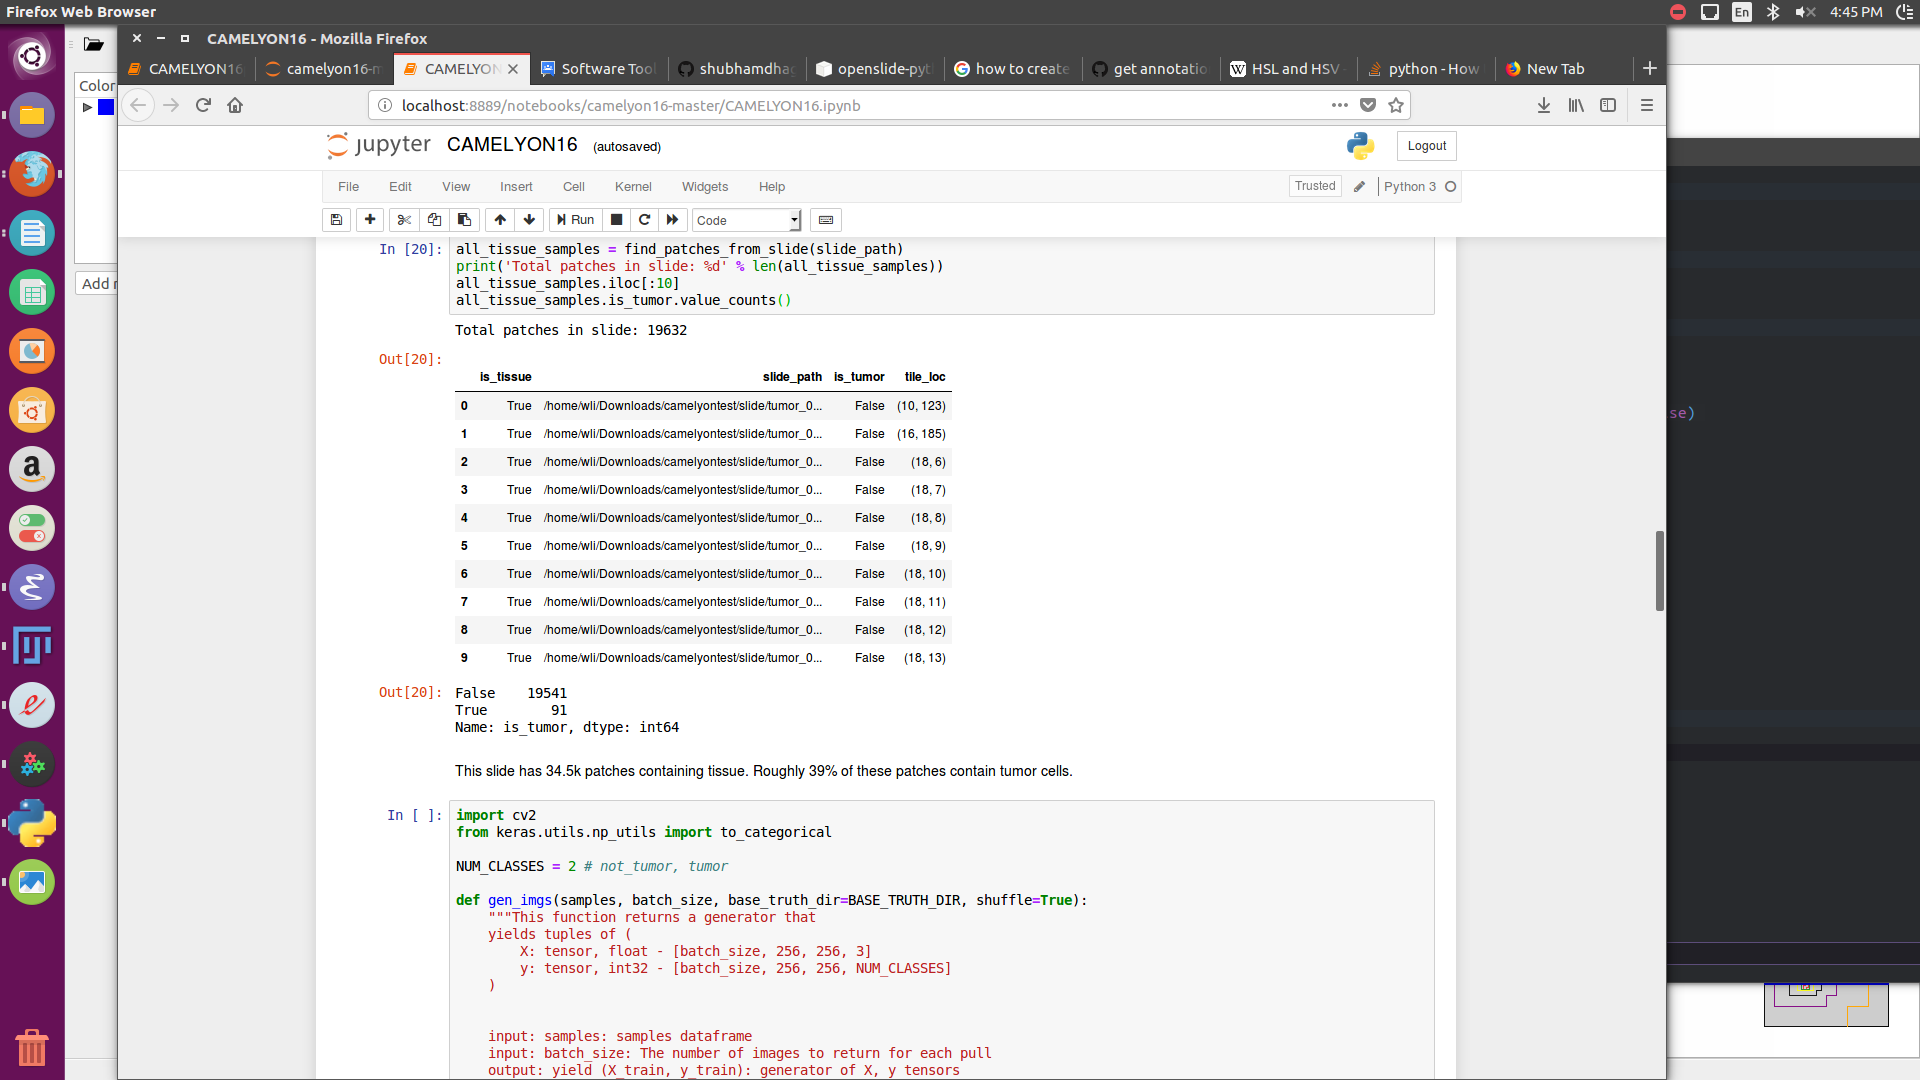 Firefox Web Browser
En
4:45 PM
CAMELYON16 - Mozilla Firefox
CAMELYON16
camelyon16-m
CAMELYON
Software Tool
shubhamdhag
openslide-pyt
how to create
get annotatio
HSL and HSV
python - How
New Tab
localhost:8889/notebooks/camelyon16-master/CAMELYON16.ipynb
Color
Add r
jupyter CAMELYON16 (autosaved)
Logout
File Edit View Insert Cell Kernel Widgets Help
Trusted
Python 3
Run
Code
In [20]:
all_tissue_samples = find_patches_from_slide(slide_path)
print('Total patches in slide: %d' % len(all_tissue_samples))
all_tissue_samples.iloc[:10]
all_tissue_samples.is_tumor.value_counts()
Total patches in slide: 19632
Out[20]:
is_tissue slide_path is_tumor tile_loc
0 True /home/wli/Downloads/camelyontest/slide/tumor_0... False (10, 123)
1 True /home/wli/Downloads/camelyontest/slide/tumor_0... False (16, 185)
2 True /home/wli/Downloads/camelyontest/slide/tumor_0... False (18, 6)
3 True /home/wli/Downloads/camelyontest/slide/tumor_0... False (18, 7)
4 True /home/wli/Downloads/camelyontest/slide/tumor_0... False (18, 8)
5 True /home/wli/Downloads/camelyontest/slide/tumor_0... False (18, 9)
6 True /home/wli/Downloads/camelyontest/slide/tumor_0... False (18, 10)
7 True /home/wli/Downloads/camelyontest/slide/tumor_0... False (18, 11)
8 True /home/wli/Downloads/camelyontest/slide/tumor_0... False (18, 12)
9 True /home/wli/Downloads/camelyontest/slide/tumor_0... False (18, 13)
Out[20]:
False 19541
True 91
Name: is_tumor, dtype: int64
This slide has 34.5k patches containing tissue. Roughly 39% of these patches contain tumor cells.
In [ ]:
import cv2
from keras.utils.np_utils import to_categorical
NUM_CLASSES = 2 # not_tumor, tumor
def gen_imgs(samples, batch_size, base_truth_dir=BASE_TRUTH_DIR, shuffle=True):
"""This function returns a generator that
yields tuples of (
X: tensor, float - [batch_size, 256, 256, 3]
y: tensor, int32 - [batch_size, 256, 256, NUM_CLASSES]
)
input: samples: samples dataframe
input: batch_size: The number of images to return for each pull
output: yield (X_train, y_train): generator of X, y tensors
se)